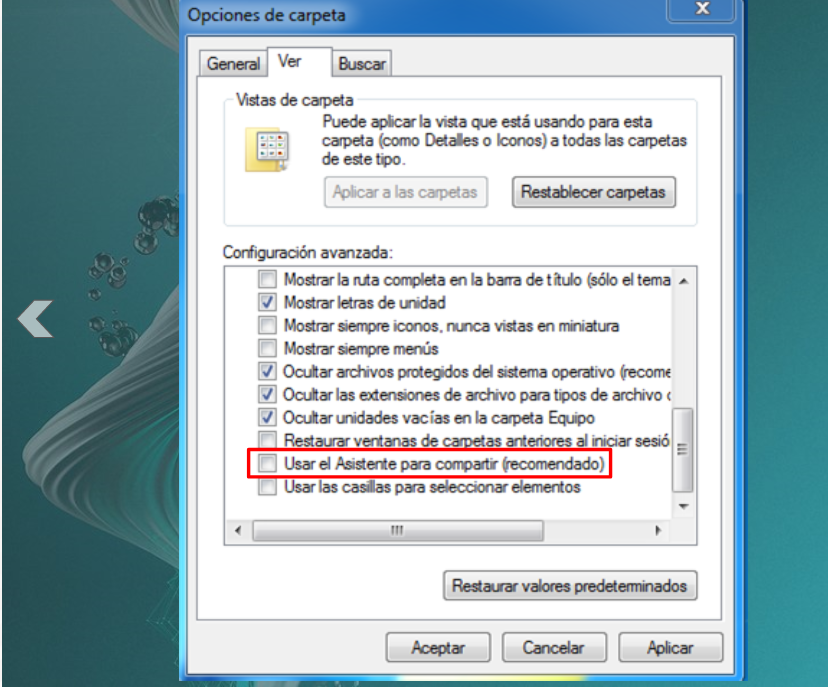 Opciones de carpeta
x
General Ver Buscar
Vistas de carpeta
Puede aplicar la vista que está usando para esta
carpeta (como Detalles o Iconos) a todas las carpetas
de este tipo.
Aplicar a las carpetas Restablecer carpetas
Configuración avanzada:
Mostrar la ruta completa en la barra de título (sólo el tema
Mostrar letras de unidad
Mostrar siempre iconos, nunca vistas en miniatura
Mostrar siempre menús
Ocultar archivos protegidos del sistema operativo (recome
Ocultar las extensiones de archivo para tipos de archivo
Ocultar unidades vacías en la carpeta Equipo
Restaurar ventanas de carpetas anteriores al iniciar sesió
Usar el Asistente para compartir (recomendado)
Usar las casillas para seleccionar elementos
Restaurar valores predeterminados
Aceptar Cancelar Aplicar